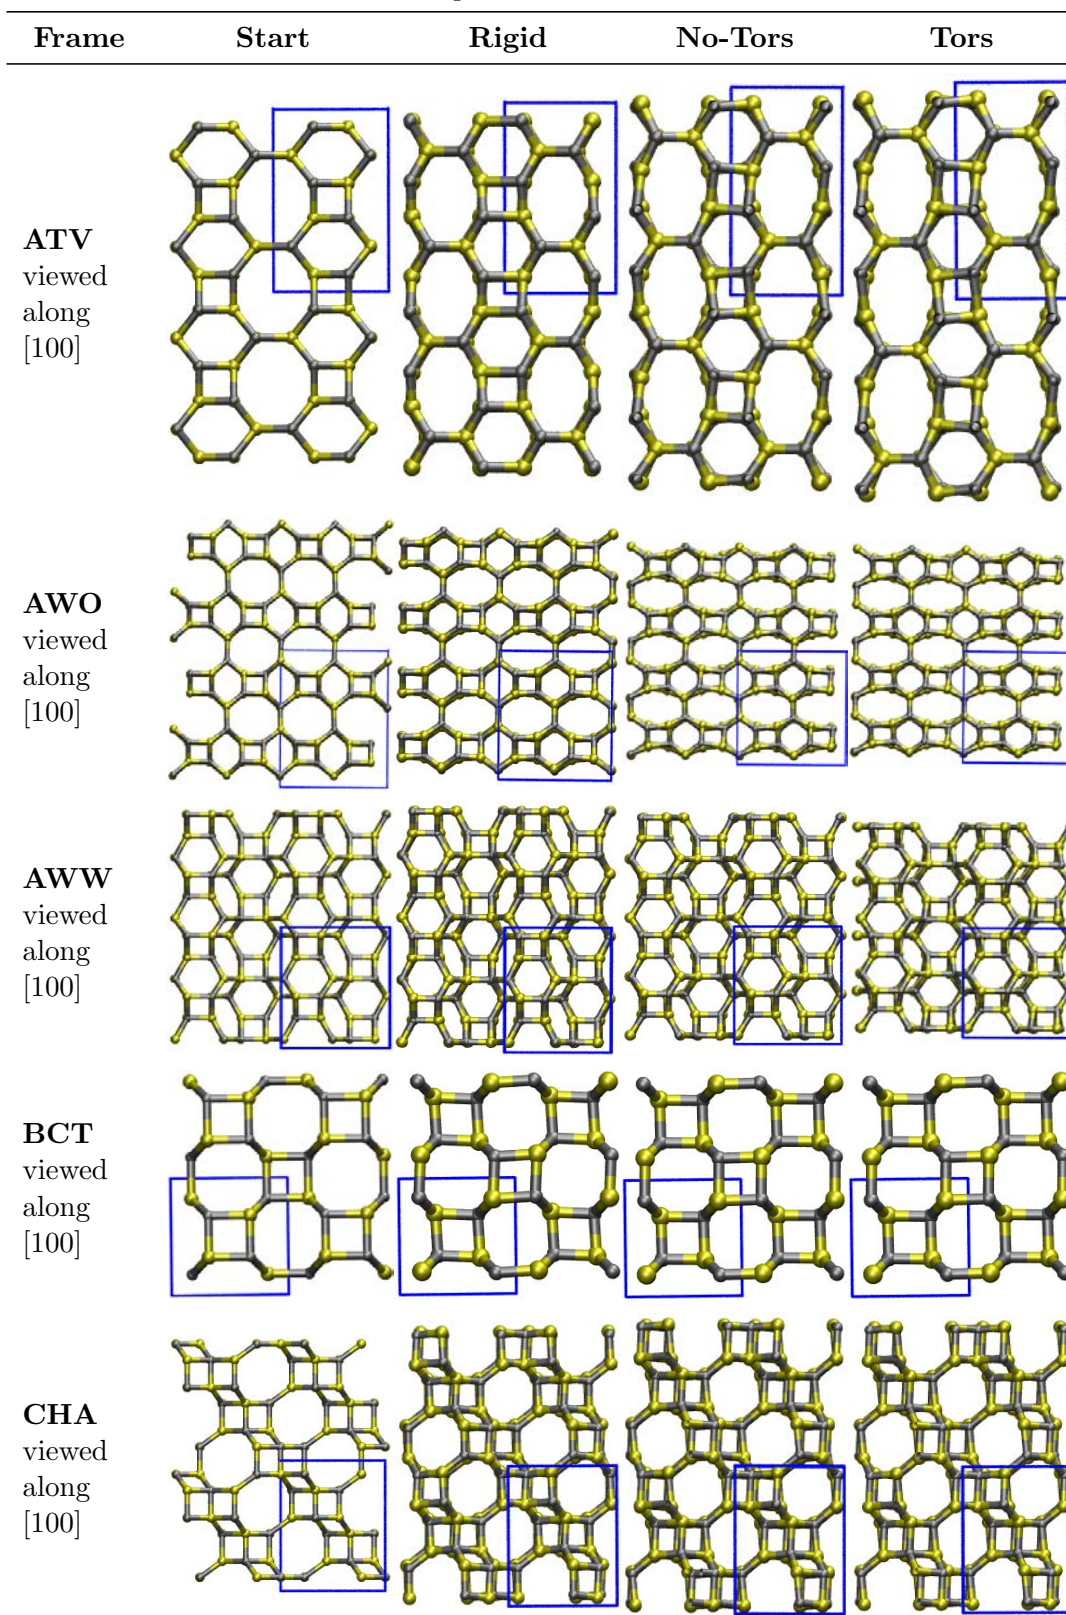 Frame Start Rigid No-Tors Tors
ATV
viewed
along
[100]
AWO
viewed
along
[100]
AWW
viewed
along
[100]
BCT
viewed
along
[100]
CHA
viewed
along
[100]